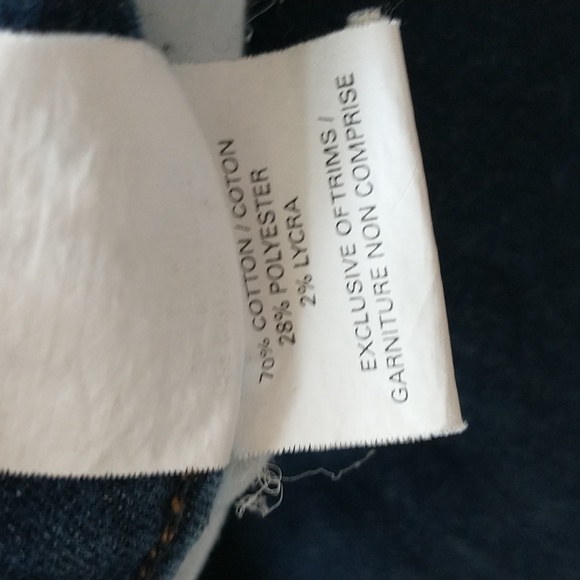 70% COTTON / COTON
28% POLYESTER
2% LYCRA
EXCLUSIVE OF TRIMS /
GARNITURE NON COMPRISE